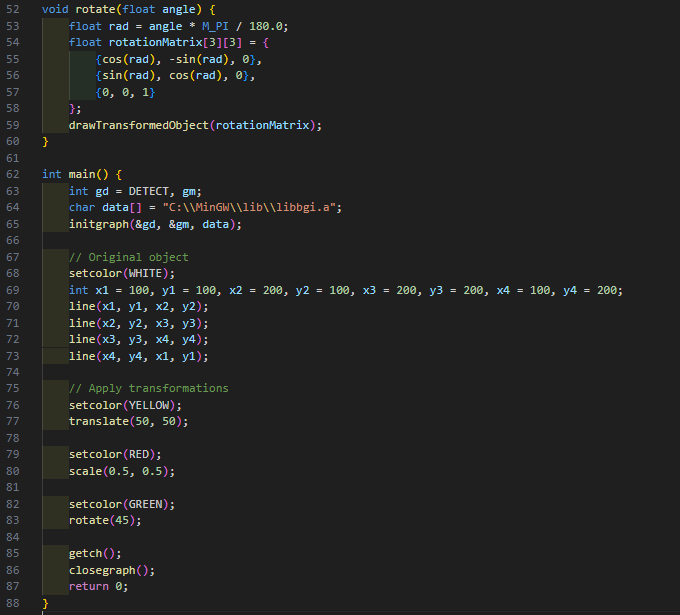 52 void rotate(float angle) {
53     float rad = angle * M_PI / 180.0;
54     float rotationMatrix[3][3] = {
55         {cos(rad), -sin(rad), 0},
56         {sin(rad), cos(rad), 0},
57         {0, 0, 1}
58     };
59     drawTransformedObject(rotationMatrix);
60 }
61
62 int main() {
63     int gd = DETECT, gm;
64     char data[] = "C:\\MinGW\\lib\\libbgi.a";
65     initgraph(&gd, &gm, data);
66
67     // Original object
68     setcolor(WHITE);
69     int x1 = 100, y1 = 100, x2 = 200, y2 = 100, x3 = 200, y3 = 200, x4 = 100, y4 = 200;
70     line(x1, y1, x2, y2);
71     line(x2, y2, x3, y3);
72     line(x3, y3, x4, y4);
73     line(x4, y4, x1, y1);
74
75     // Apply transformations
76     setcolor(YELLOW);
77     translate(50, 50);
78
79     setcolor(RED);
80     scale(0.5, 0.5);
81
82     setcolor(GREEN);
83     rotate(45);
84
85     getch();
86     closegraph();
87     return 0;
88 }